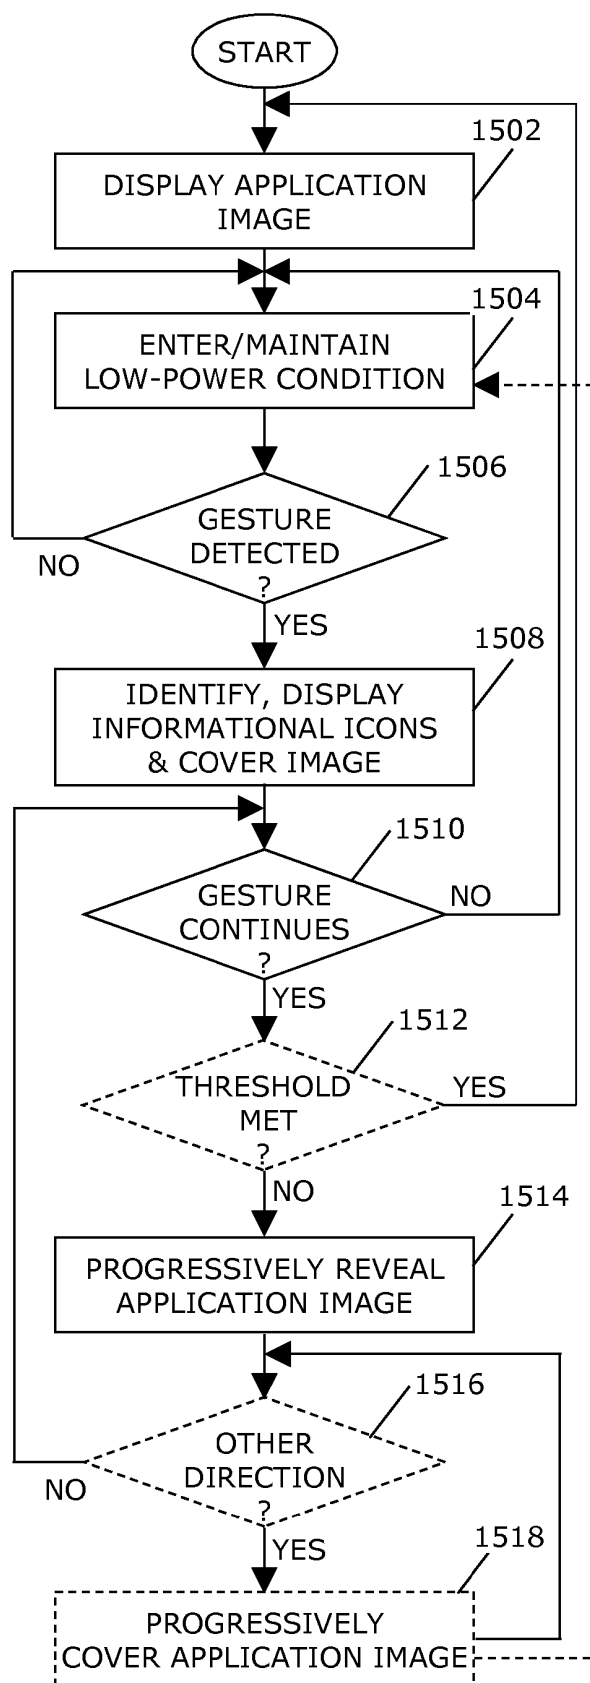 START
1502
DISPLAY APPLICATION
IMAGE
1504
ENTER/MAINTAIN
LOW-POWER CONDITION
1506
GESTURE
DETECTED
?
NO
YES
1508
IDENTIFY, DISPLAY
INFORMATIONAL ICONS
& COVER IMAGE
1510
GESTURE
CONTINUES
?
NO
YES
1512
THRESHOLD
MET
?
YES
NO
1514
PROGRESSIVELY REVEAL
APPLICATION IMAGE
1516
OTHER
DIRECTION
?
NO
YES
1518
PROGRESSIVELY
COVER APPLICATION IMAGE